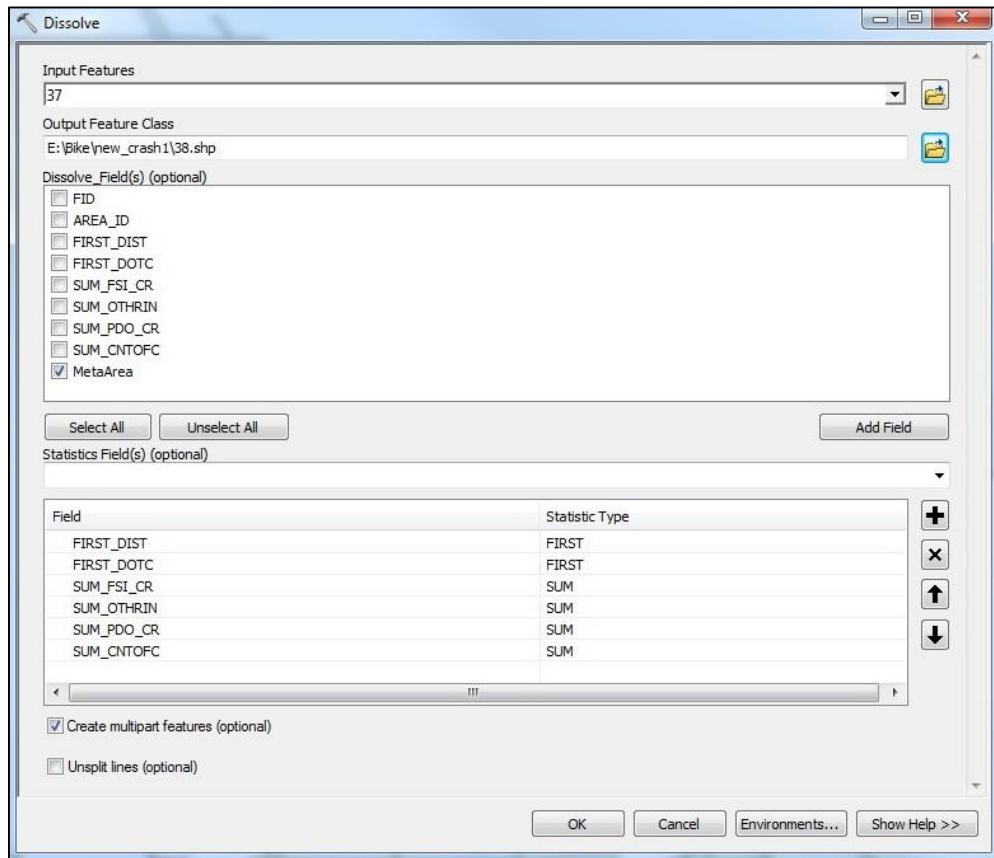 Dissolve
Input Features
37
Output Feature Class
E:\Bike\new_crash1\38.shp
Dissolve_Field(s) (optional)
FID
AREA_ID
FIRST_DIST
FIRST_DOTC
SUM_FSI_CR
SUM_OTHRIN
SUM_PDO_CR
SUM_CNTOFC
MetaArea
Select All Unselect All Add Field
Statistics Field(s) (optional)
Field Statistic Type
FIRST_DIST FIRST
FIRST_DOTC FIRST
SUM_FSI_CR SUM
SUM_OTHRIN SUM
SUM_PDO_CR SUM
SUM_CNTOFC SUM
Create multipart features (optional)
Unsplit lines (optional)
OK Cancel Environments... Show Help >>